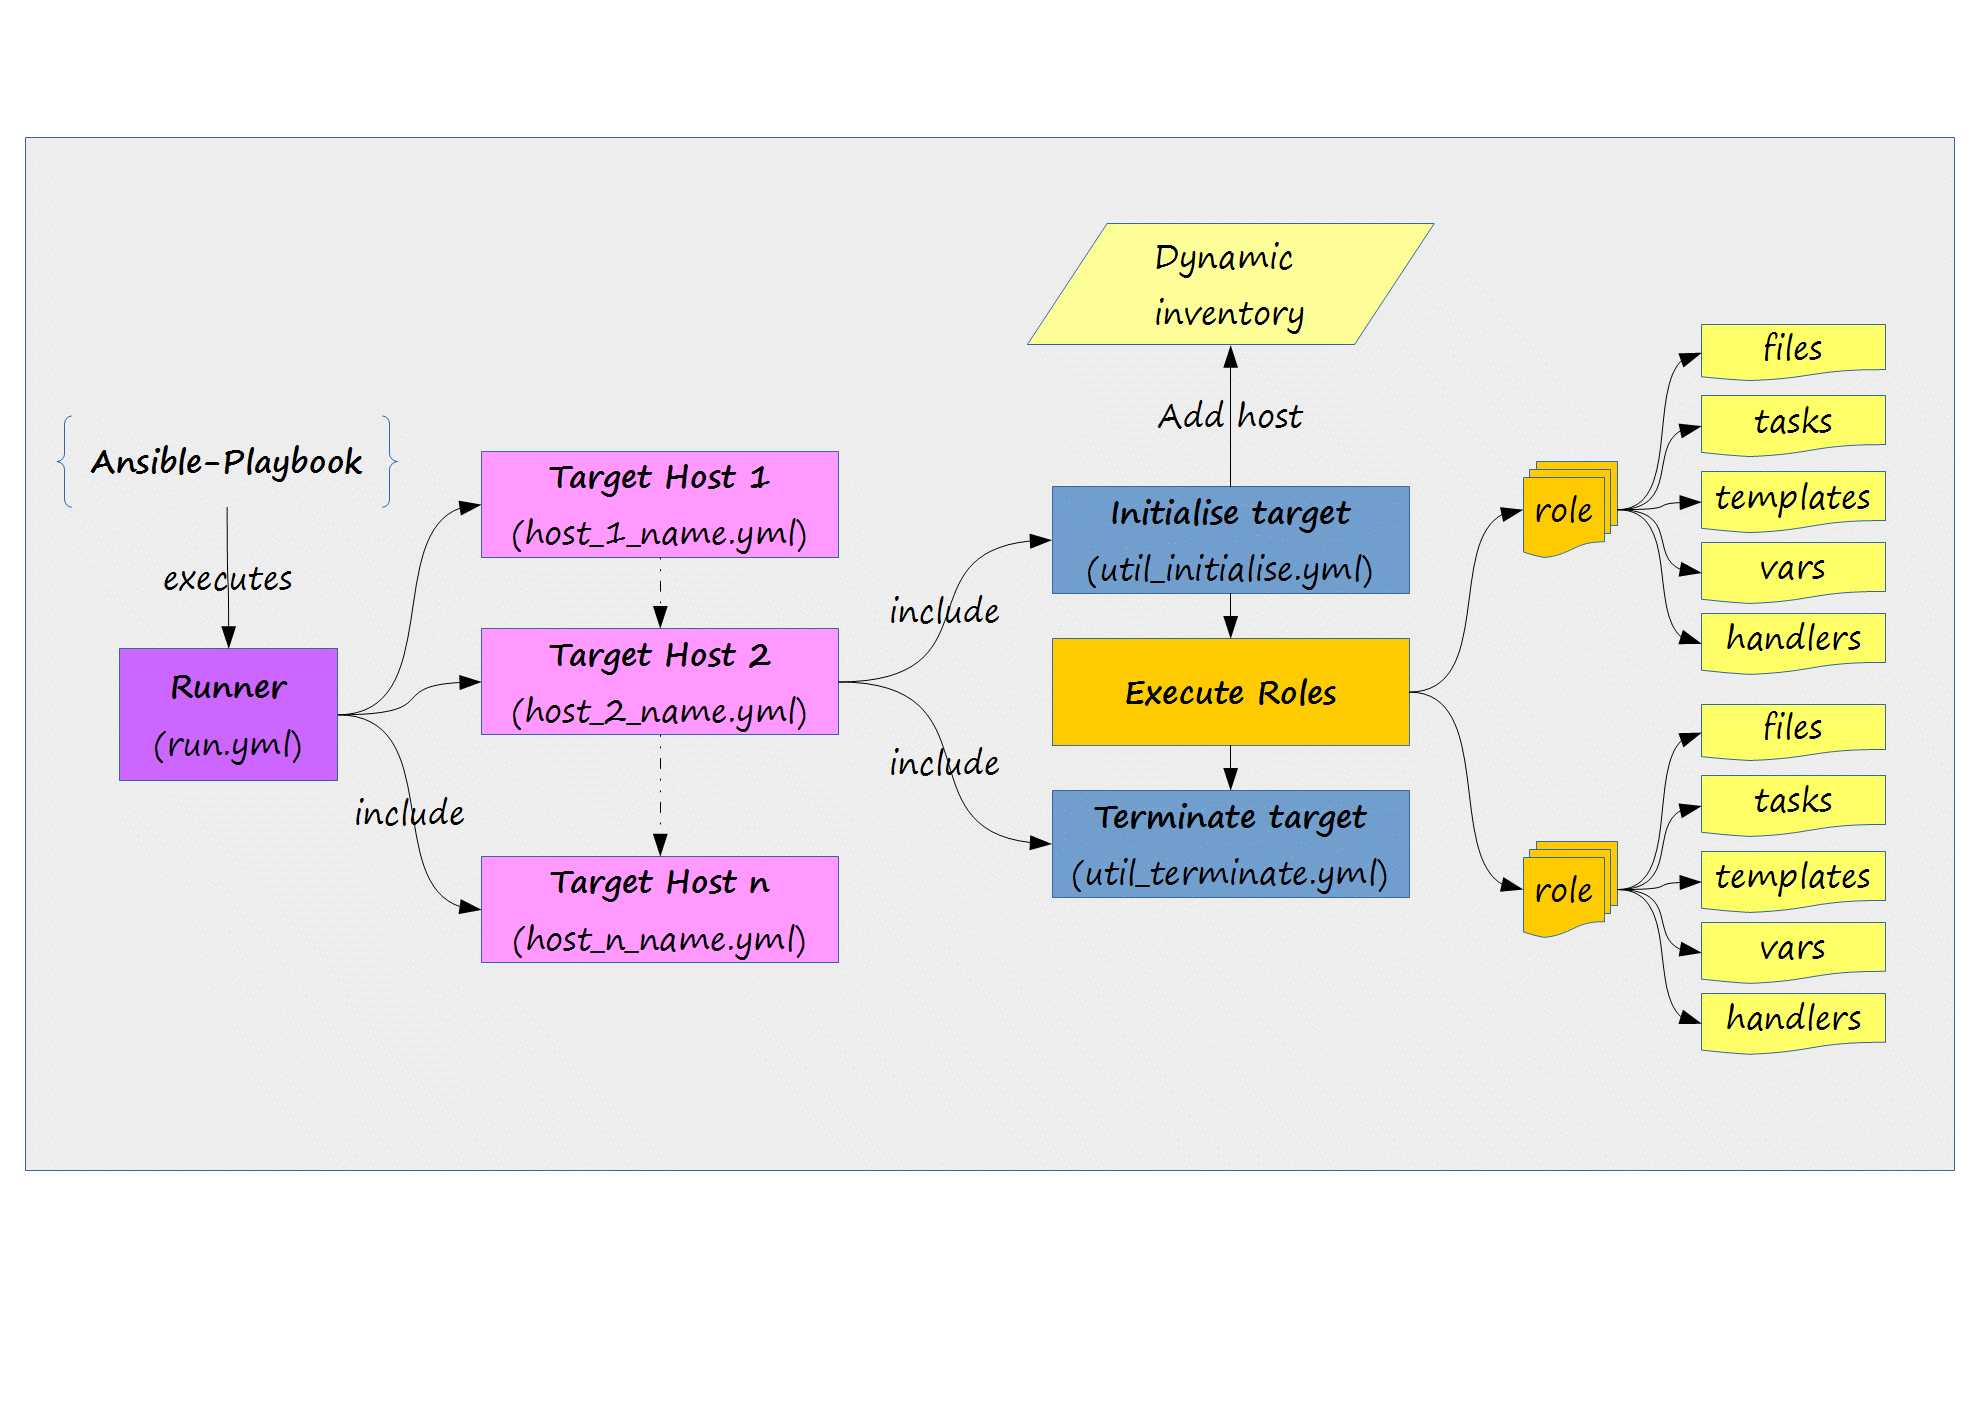 Ansible-Playbook
executes
Runner
(run.yml)
include
Target Host 1
(host_1_name.yml)
Target Host 2
(host_2_name.yml)
Target Host n
(host_n_name.yml)
include
include
Dynamic
inventory
Add host
Initialise target
(util_initialise.yml)
Execute Roles
Terminate target
(util_terminate.yml)
role
files
tasks
templates
vars
handlers
role
files
tasks
templates
vars
handlers